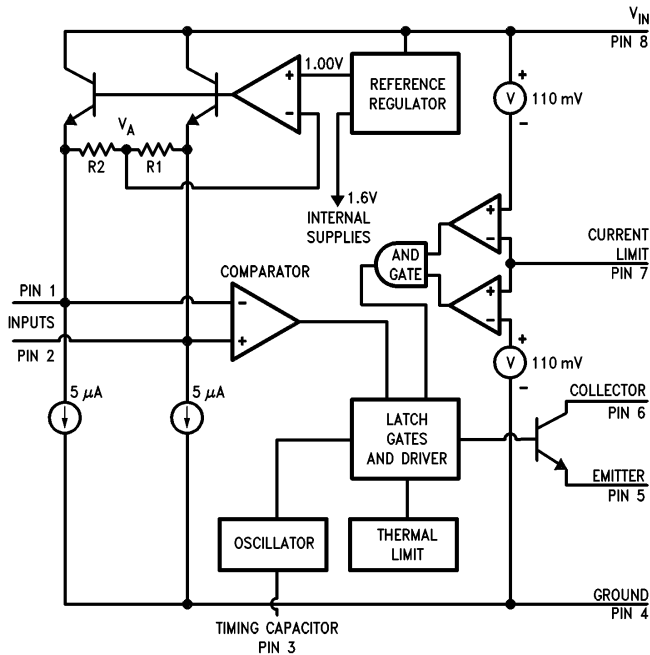 V_IN
PIN 8
1.00V
+
-
REFERENCE
REGULATOR
+
V
110 mV
-
V_A
R2
R1
1.6V
INTERNAL
SUPPLIES
+
-
AND
GATE
CURRENT
LIMIT
PIN 7
+
-
COMPARATOR
PIN 1
-
INPUTS
+
PIN 2
+
V
110 mV
-
5 μA
5 μA
COLLECTOR
PIN 6
LATCH
GATES
AND DRIVER
EMITTER
PIN 5
OSCILLATOR
THERMAL
LIMIT
GROUND
PIN 4
TIMING CAPACITOR
PIN 3